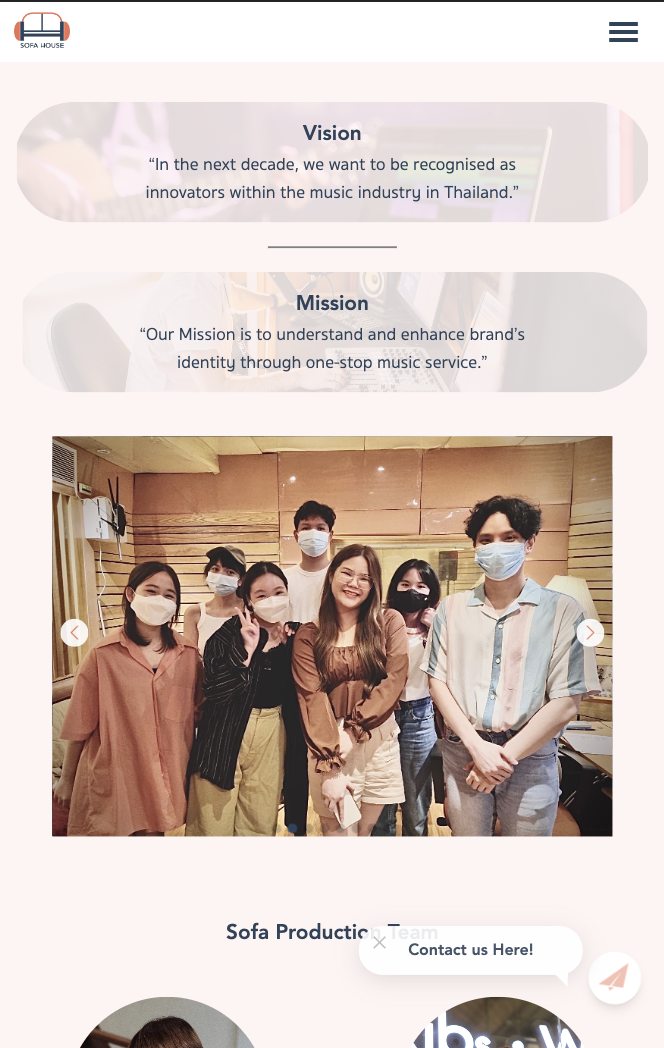 SOFA HOUSE
Vision
“In the next decade, we want to be recognised as
innovators within the music industry in Thailand.”
Mission
“Our Mission is to understand and enhance brand’s
identity through one-stop music service.”
Sofa Production Team
Contact us Here!